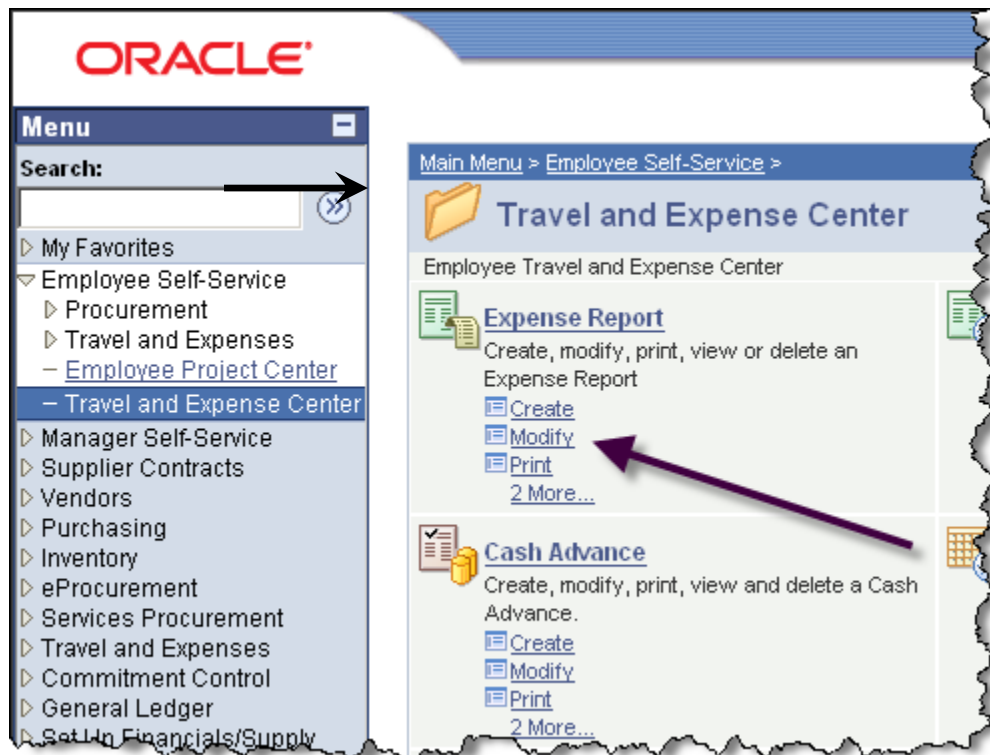 ORACLE'
Menu
Search:
My Favorites
Employee Self-Service
Procurement
Travel and Expenses
– Employee Project Center
– Travel and Expense Center
Manager Self-Service
Supplier Contracts
Vendors
Purchasing
Inventory
eProcurement
Services Procurement
Travel and Expenses
Commitment Control
General Ledger
Set Up Financials/Supply
Main Menu > Employee Self-Service >
Travel and Expense Center
Employee Travel and Expense Center
Expense Report
Create, modify, print, view or delete an
Expense Report
Create
Modify
Print
2 More...
Cash Advance
Create, modify, print, view and delete a Cash
Advance.
Create
Modify
Print
2 More...